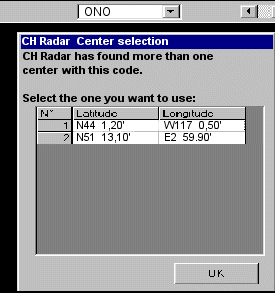 ONO
CH Radar Center selection
CH Radar has found more than one
center with this code.
Select the one you want to use:
N° Latitude Longitude
1 N44 1,20' W117 0,50'
2 N51 13,10' E2 59.90'
OK